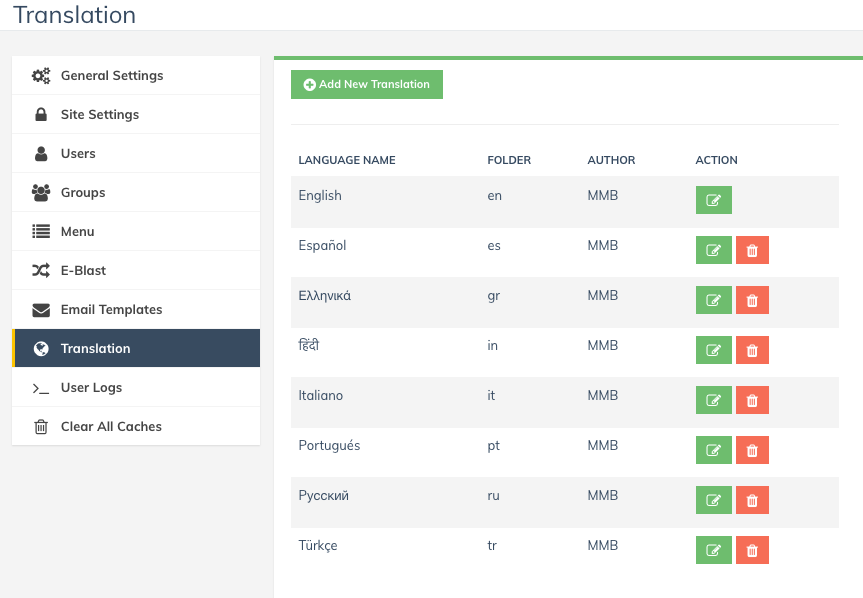 Translation
General Settings
Site Settings
Users
Groups
Menu
E-Blast
Email Templates
Translation
User Logs
Clear All Caches
Add New Translation
LANGUAGE NAME FOLDER AUTHOR ACTION
English en MMB
Español es MMB
Ελληνικά gr MMB
हिंदी in MMB
Italiano it MMB
Portugués pt MMB
Русский ru MMB
Türkçe tr MMB